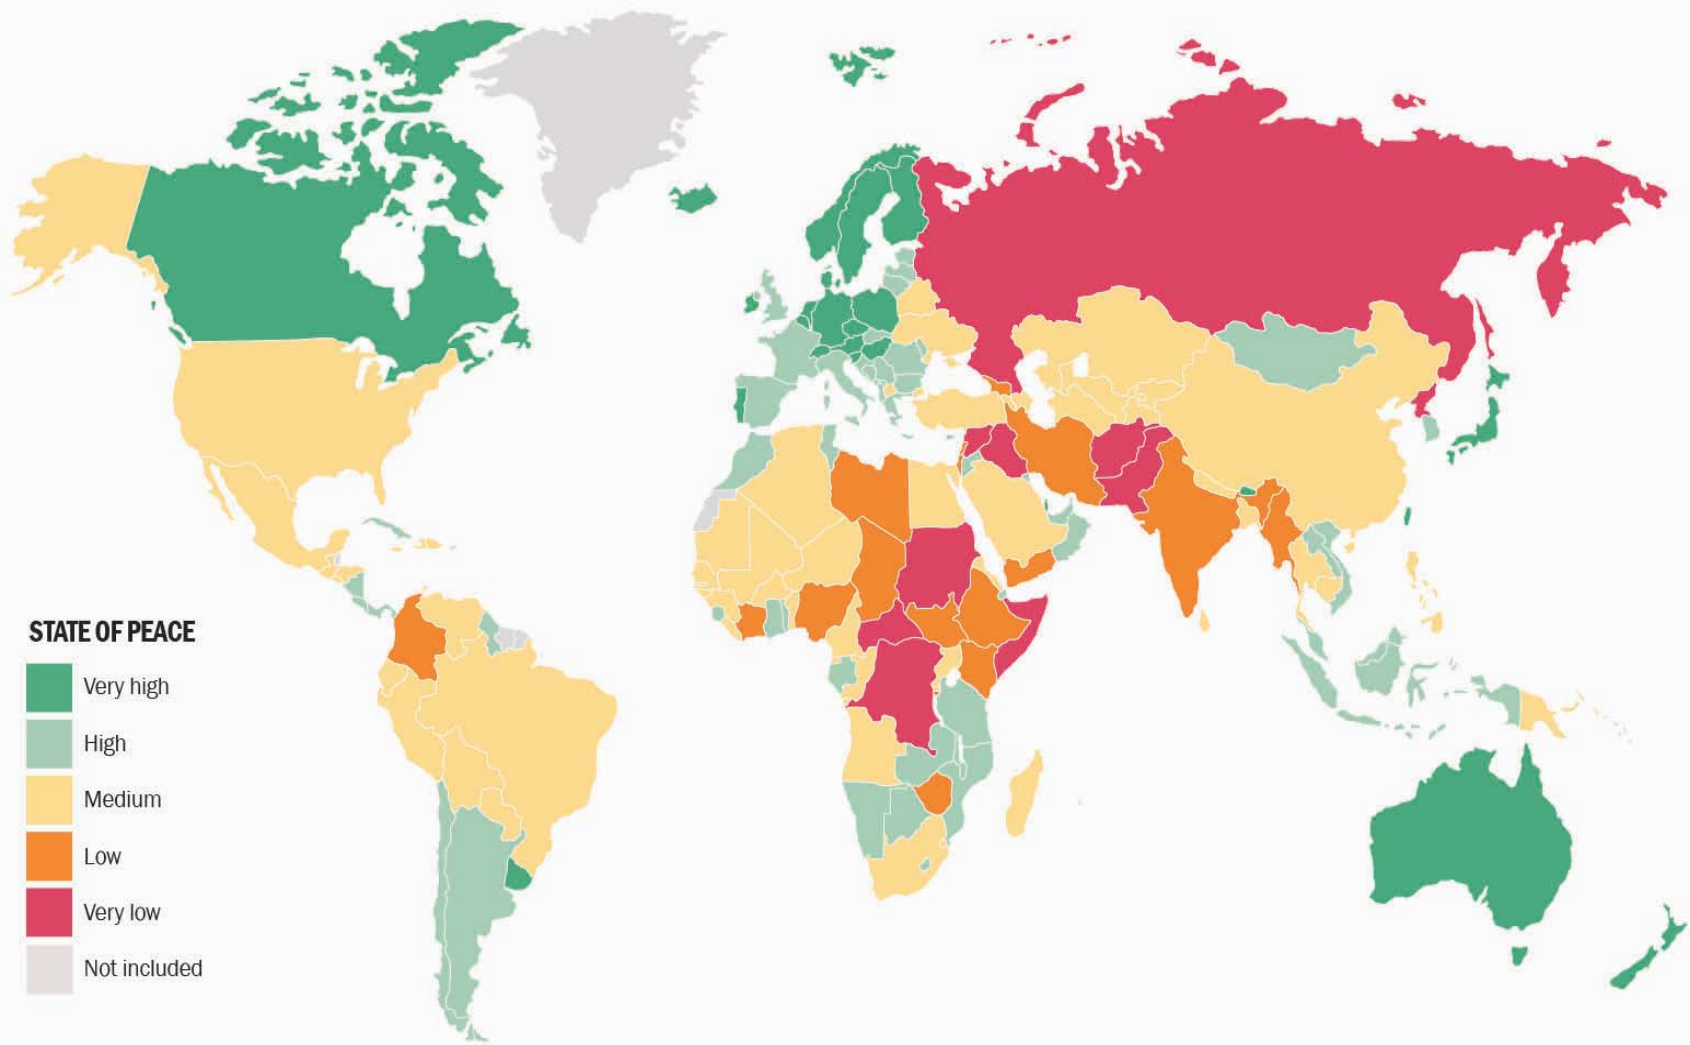 STATE OF PEACE
Very high
High
Medium
Low
Very low
Not included